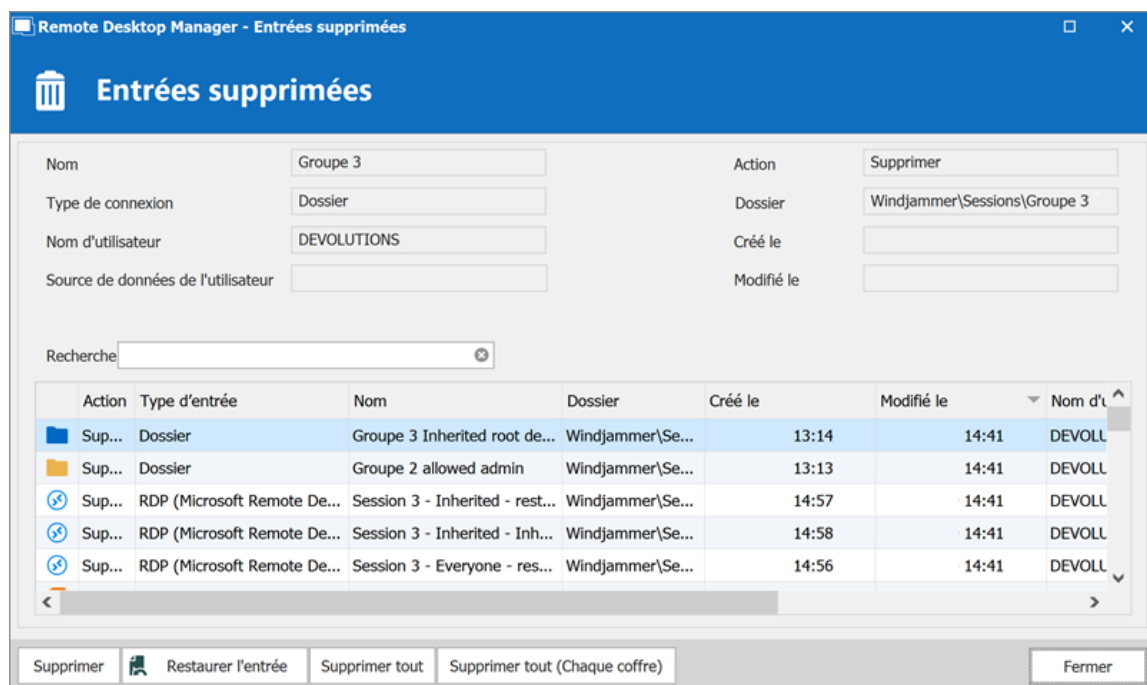 Remote Desktop Manager - Entrées supprimées
Entrées supprimées
Nom Groupe 3 Action Supprimer
Type de connexion Dossier Dossier Windjammer\Sessions\Groupe 3
Nom d'utilisateur DEVOLUTIONS Créé le
Source de données de l'utilisateur Modifié le
Recherche
Action Type d’entrée Nom Dossier Créé le Modifié le Nom d'u
Sup... Dossier Groupe 3 Inherited root de... Windjammer\Se... 13:14 14:41 DEVOLU
Sup... Dossier Groupe 2 allowed admin Windjammer\Se... 13:13 14:41 DEVOLU
Sup... RDP (Microsoft Remote De... Session 3 - Inherited - rest... Windjammer\Se... 14:57 14:41 DEVOLU
Sup... RDP (Microsoft Remote De... Session 3 - Inherited - Inh... Windjammer\Se... 14:58 14:41 DEVOLU
Sup... RDP (Microsoft Remote De... Session 3 - Everyone - res... Windjammer\Se... 14:56 14:41 DEVOLU
Supprimer Restaurer l'entrée Supprimer tout Supprimer tout (Chaque coffre) Fermer